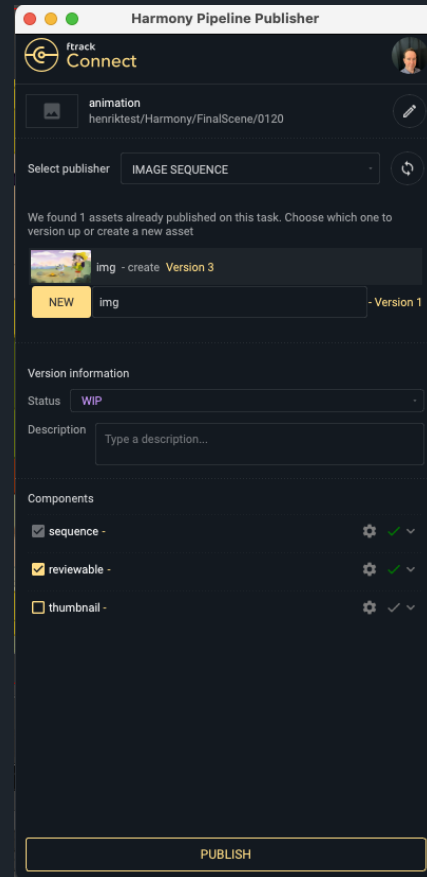 Harmony Pipeline Publisher
ftrack
Connect
animation
henriktest/Harmony/FinalScene/0120
Select publisher IMAGE SEQUENCE
We found 1 assets already published on this task. Choose which one to
version up or create a new asset
img - create Version 3
NEW img - Version 1
Version information
Status WIP
Description Type a description...
Components
sequence -
reviewable -
thumbnail -
PUBLISH